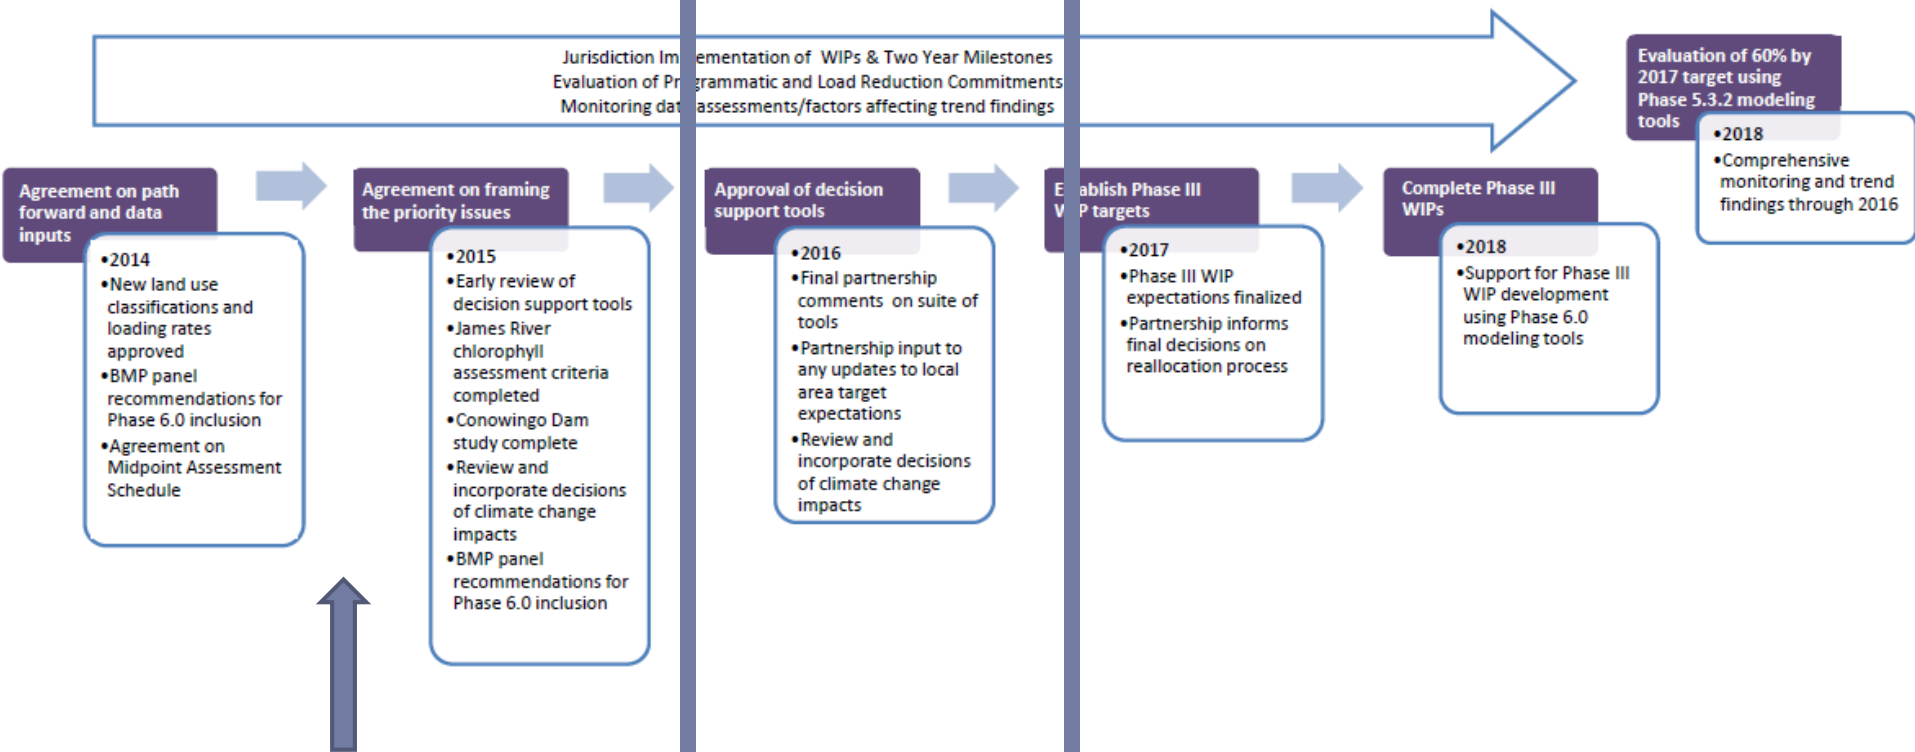 Jurisdiction Im ementation of WIPs & Two Year Milestones
Evaluation of Pr grammatic and Load Reduction Commitments
Monitoring dat assessments/factors affecting trend findings
Evaluation of 60% by
2017 target using
Phase 5.3.2 modeling
tools
•2018
•Comprehensive
monitoring and trend
findings through 2016
Agreement on path
forward and data
inputs
•2014
•New land use
classifications and
loading rates
approved
•BMP panel
recommendations for
Phase 6.0 inclusion
•Agreement on
Midpoint Assessment
Schedule
Agreement on framing
the priority issues
•2015
•Early review of
decision support tools
•James River
chlorophyll
assessment criteria
completed
•Conowingo Dam
study complete
•Review and
incorporate decisions
of climate change
impacts
•BMP panel
recommendations for
Phase 6.0 inclusion
Approval of decision
support tools
•2016
•Final partnership
comments on suite of
tools
•Partnership input to
any updates to local
area target
expectations
•Review and
incorporate decisions
of climate change
impacts
E ablish Phase III
W P targets
•2017
•Phase III WIP
expectations finalized
•Partnership informs
final decisions on
reallocation process
Complete Phase III
WIPs
•2018
•Support for Phase III
WIP development
using Phase 6.0
modeling tools